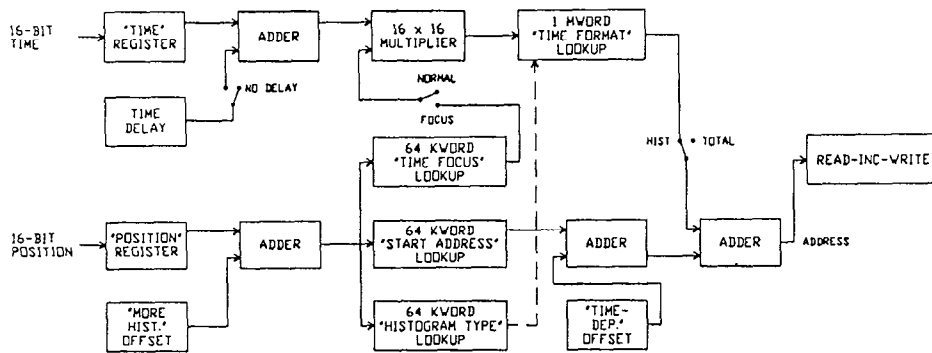 16-BIT
TIME
"TIME"
REGISTER
ADDER
16 x 16
MULTIPLIER
1 MWORD
"TIME FORMAT"
LOOKUP
NO DELAY
TIME
DELAY
NORMAL
FOCUS
64 KWORD
"TIME FOCUS"
LOOKUP
HIST
TOTAL
READ-INC-WRITE
16-BIT
POSITION
"POSITION"
REGISTER
ADDER
64 KWORD
"START ADDRESS"
LOOKUP
ADDER
ADDER
ADDRESS
"MORE
HIST."
OFFSET
64 KWORD
"HISTOGRAM TYPE"
LOOKUP
"TIME-
DEP."
OFFSET